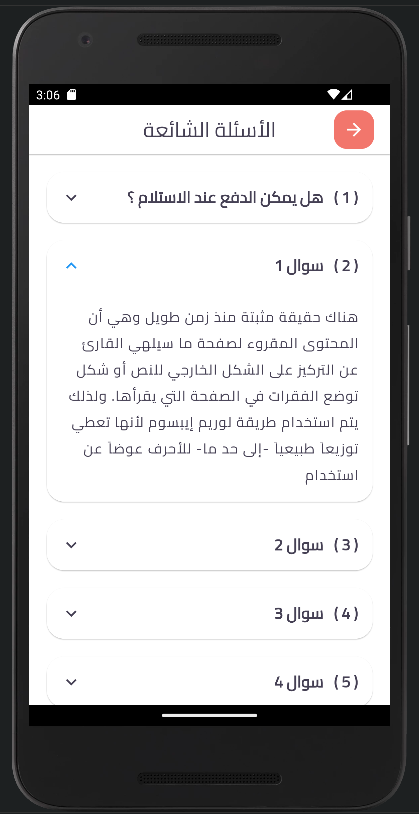 3:06
الأسئلة الشائعة
( 1 ) هل يمكن الدفع عند الاستلام ؟
( 2 ) سوال 1
هناك حقيقة مثبتة منذ زمن طويل وهي أن
المحتوى المقروء لصفحة ما سيلهي القارئ
عن التركيز على الشكل الخارجي للنص أو شكل
توضع الفقرات في الصفحة التي يقرأها. ولذلك
يتم استخدام طريقة لوريم إيبسوم لأنها تعطي
توزيعاَ طبيعياَ -إلى حد ما- للأحرف عوضاً عن
استخدام
( 3 ) سوال 2
( 4 ) سوال 3
( 5 ) سوال 4